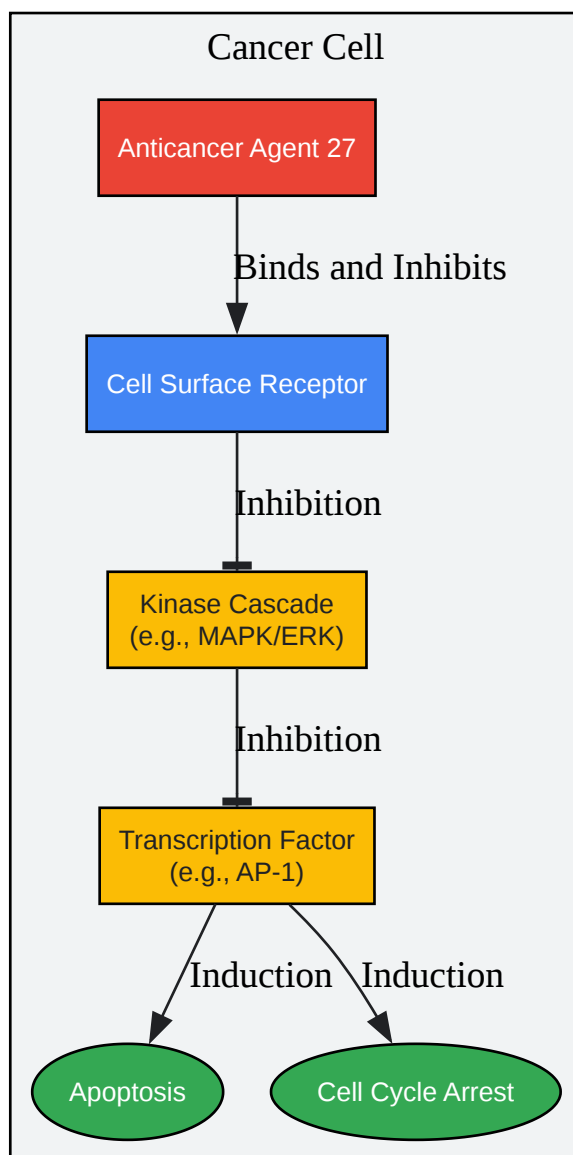 Cancer Cell
Anticancer Agent 27
Binds and Inhibits
Cell Surface Receptor
Inhibition
Kinase Cascade
(e.g., MAPK/ERK)
Inhibition
Transcription Factor
(e.g., AP-1)
Induction
Induction
Apoptosis
Cell Cycle Arrest